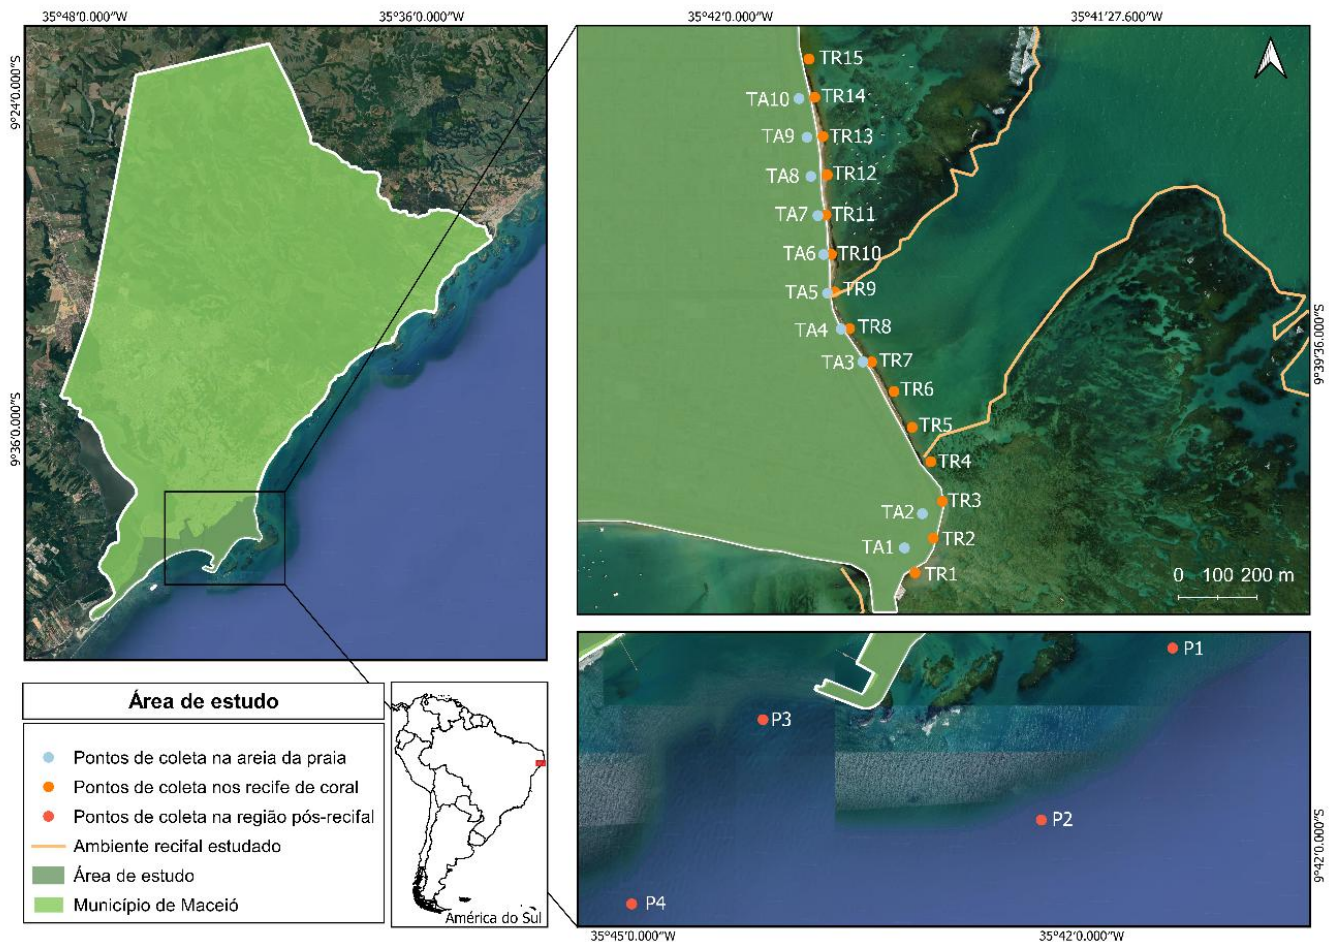 35°48'0.000"W
35°36'0.000"W
35°42'0.000"W
35°41'27.600"W
9°24'0.000"S
9°36'0.000"S
TR15
TA10
TR14
TA9
TR13
TA8
TR12
TA7
TR11
TA6
TR10
TA5
TR9
TA4
TR8
TA3
TR7
TR6
TR5
TR4
TR3
TA2
TR2
TA1
TR1
0 100 200 m
9°39'36.000"S
P1
P3
P2
P4
9°42'0.000"S
35°45'0.000"W
35°42'0.000"W
Área de estudo
Pontos de coleta na areia da praia
Pontos de coleta nos recife de coral
Pontos de coleta na região pós-recifal
Ambiente recifal estudado
Área de estudo
Município de Maceió
América do Sul